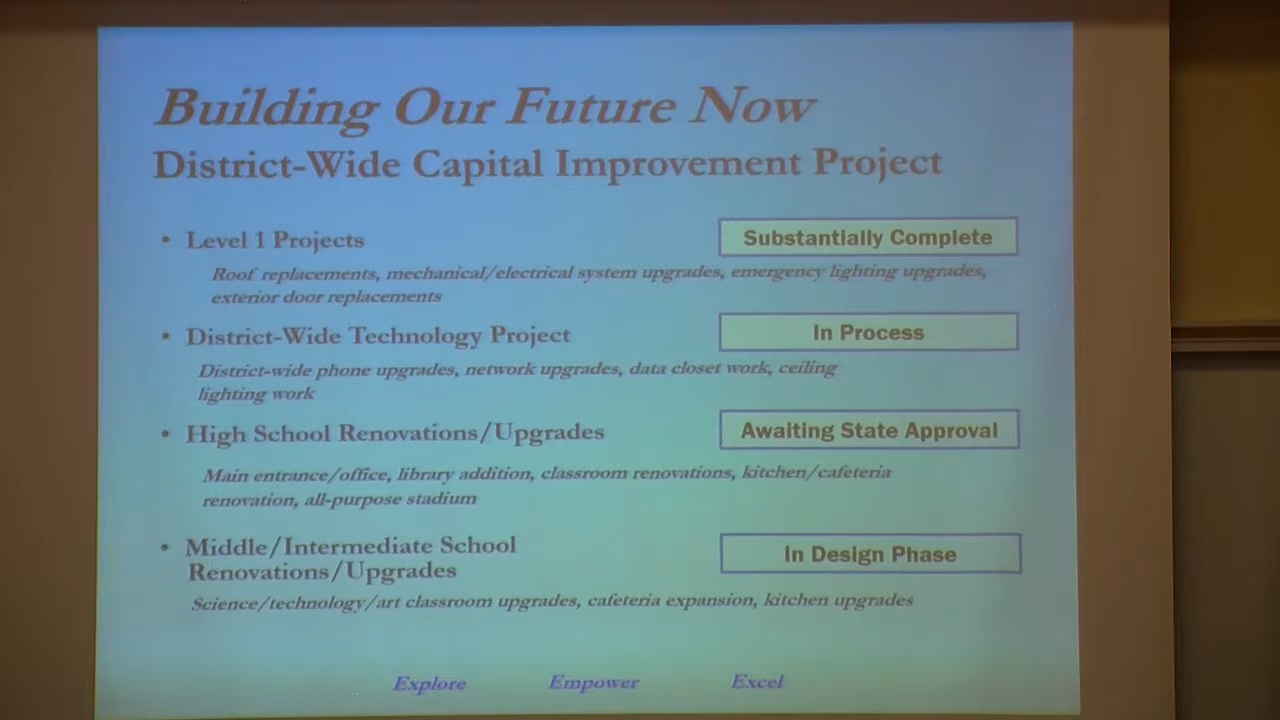 Building Our Future Now
District-Wide Capital Improvement Project
• Level 1 Projects
Substantially Complete
Roof replacements, mechanical/electrical system upgrades, emergency lighting upgrades,
exterior door replacements
• District-Wide Technology Project
In Process
District-wide phone upgrades, network upgrades, data closet work, ceiling
lighting work
• High School Renovations/Upgrades
Awaiting State Approval
Main entrance/office, library addition, classroom renovations, kitchen/cafeteria
renovation, all-purpose stadium
• Middle/Intermediate School
Renovations/Upgrades
In Design Phase
Science/technology/art classroom upgrades, cafeteria expansion, kitchen upgrades
Explore Empower Excel